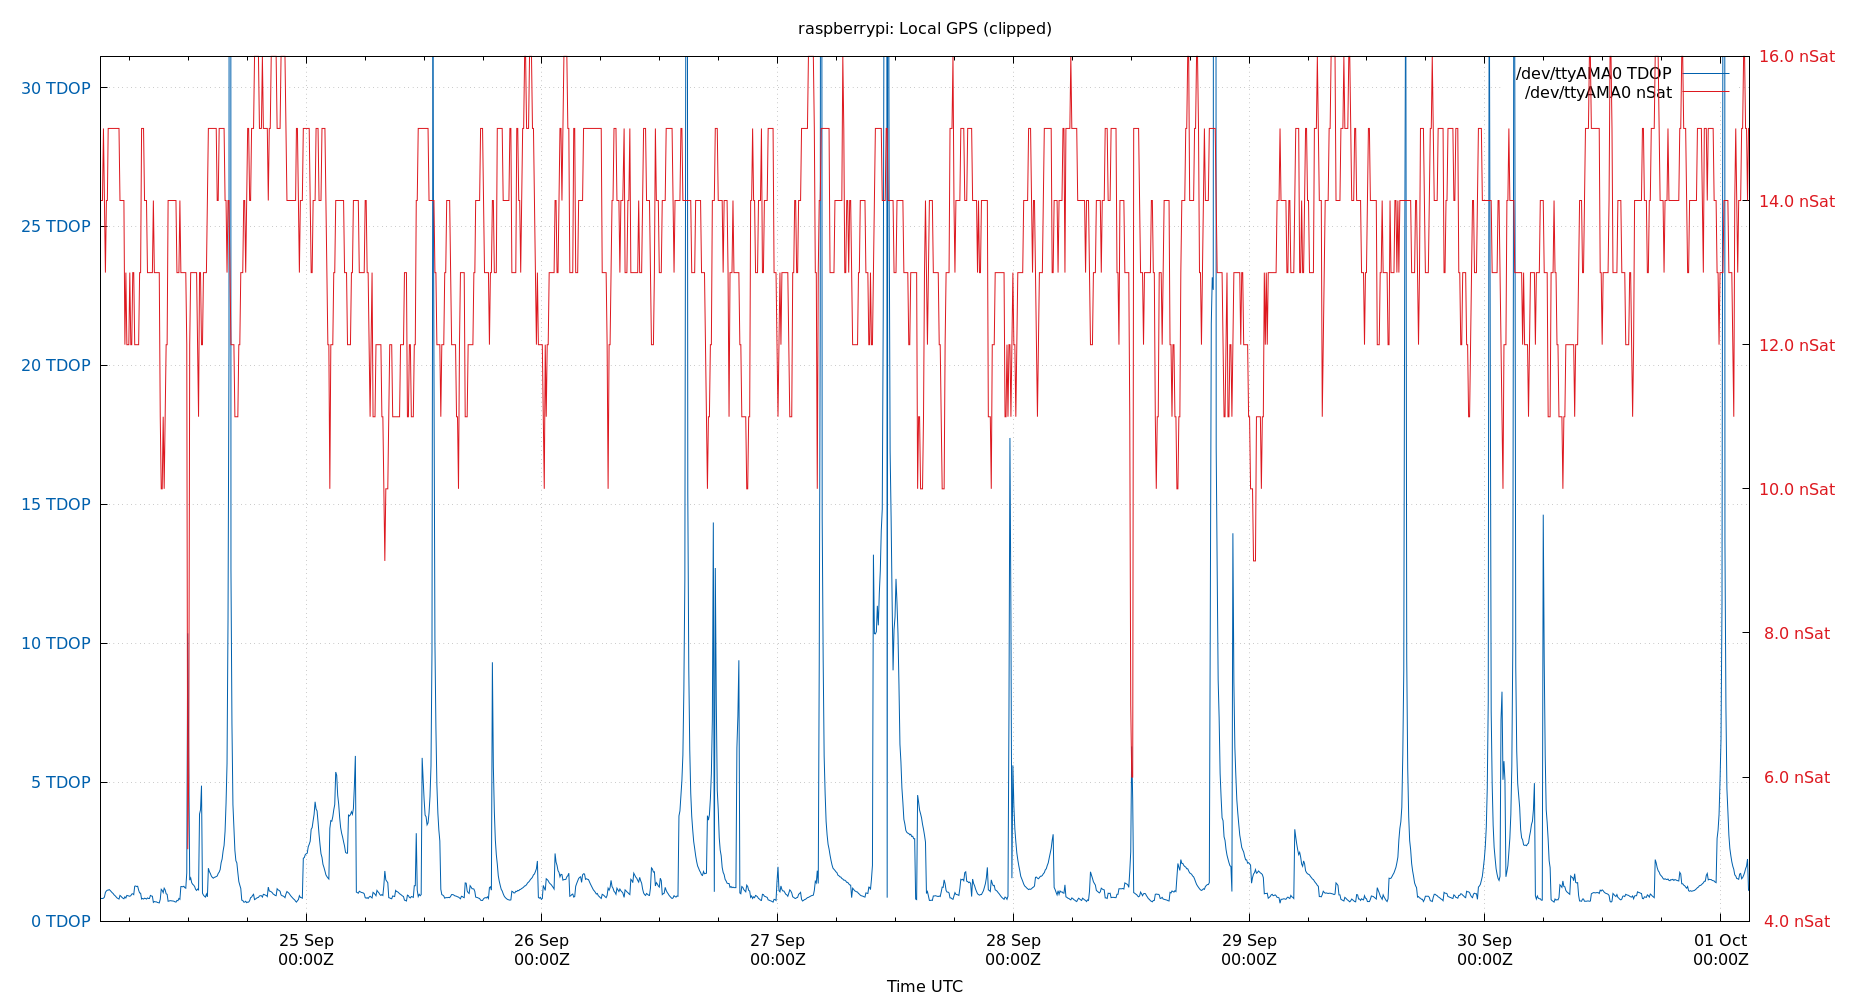 raspberrypi: Local GPS (clipped)
30 TDOP
25 TDOP
20 TDOP
15 TDOP
10 TDOP
5 TDOP
0 TDOP
/dev/ttyAMA0 TDOP
/dev/ttyAMA0 nSat
16.0 nSat
14.0 nSat
12.0 nSat
10.0 nSat
8.0 nSat
6.0 nSat
4.0 nSat
25 Sep
00:00Z
26 Sep
00:00Z
27 Sep
00:00Z
28 Sep
00:00Z
29 Sep
00:00Z
30 Sep
00:00Z
01 Oct
00:00Z
Time UTC